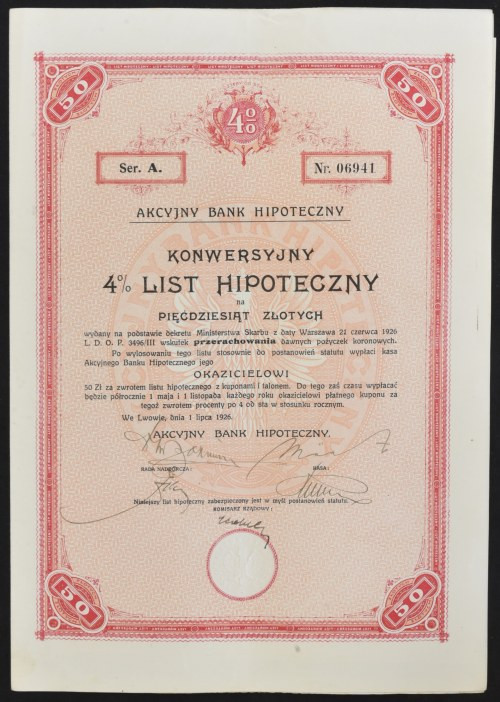 50
50
4%
Ser. A.
Nr. 06941
AKCYJNY BANK HIPOTECZNY
KONWERSYJNY
4% LIST HIPOTECZNY
na
PIĘĆDZIESIĄT ZŁOTYCH
wydany na podstawie dekretu Ministerstwa Skarbu z daty Warszawa 21 czerwca 1926
L. D. O. P. 3496/III wskutek przerachowania dawnych pożyczek koronowych.
Po wylosowaniu tego listu stosownie do postanowień statutu wypłaci kasa
Akcyjnego Banku Hipotecznego jego
OKAZICIELOWI
50 Zł za zwrotem listu hipotecznego z kuponami i talonem. Do tego zaś czasu wypłacać
będzie półrocznie 1 maja i 1 listopada każdego roku okazicielowi płatnego kuponu za
tegoż zwrotem procenty po 4 od sta w stosunku rocznym.
We Lwowie, dnia 1 lipca 1926.
AKCYJNY BANK HIPOTECZNY.
RADA NADZORCZA:
KASA:
Niniejszy list hipoteczny zabezpieczony jest w myśl postanowień statutu.
KOMISARZ RZĄDOWY:
50
50